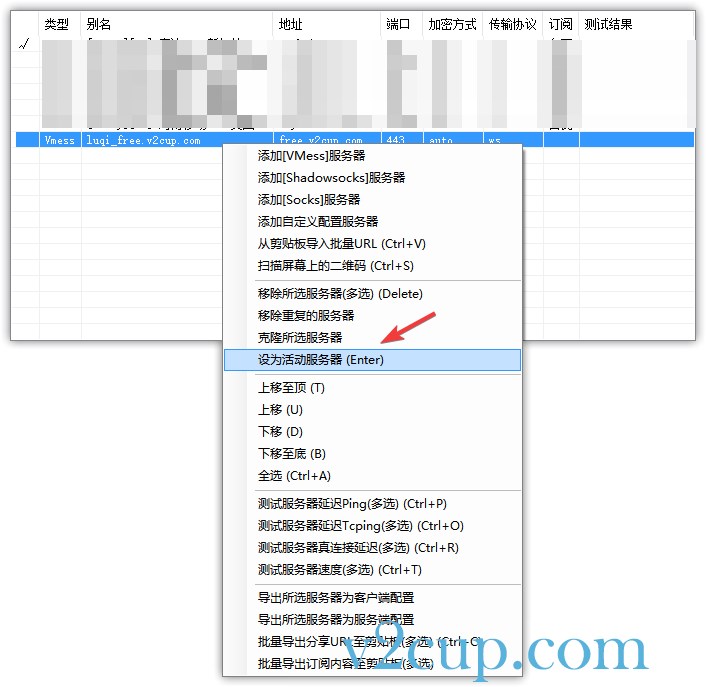 类型 别名 地址 端口 加密方式 传输协议 订阅 测试结果
√
Vmess luqi_free.v2cup.com free.v2cup.com 443 auto ws
添加[VMess]服务器
添加[Shadowsocks]服务器
添加[Socks]服务器
添加自定义配置服务器
从剪贴板导入批量URL (Ctrl+V)
扫描屏幕上的二维码 (Ctrl+S)
移除所选服务器(多选) (Delete)
移除重复的服务器
克隆所选服务器
设为活动服务器 (Enter)
上移至顶 (T)
上移 (U)
下移 (D)
下移至底 (B)
全选 (Ctrl+A)
测试服务器延迟Ping(多选) (Ctrl+P)
测试服务器延迟Tcping(多选) (Ctrl+O)
测试服务器真连接延迟(多选) (Ctrl+R)
测试服务器速度(多选) (Ctrl+T)
导出所选服务器为客户端配置
导出所选服务器为服务端配置
批量导出分享URL至剪贴板(多选) (Ctrl+C)
批量导出订阅内容至剪贴板(多选)
v2cup.com